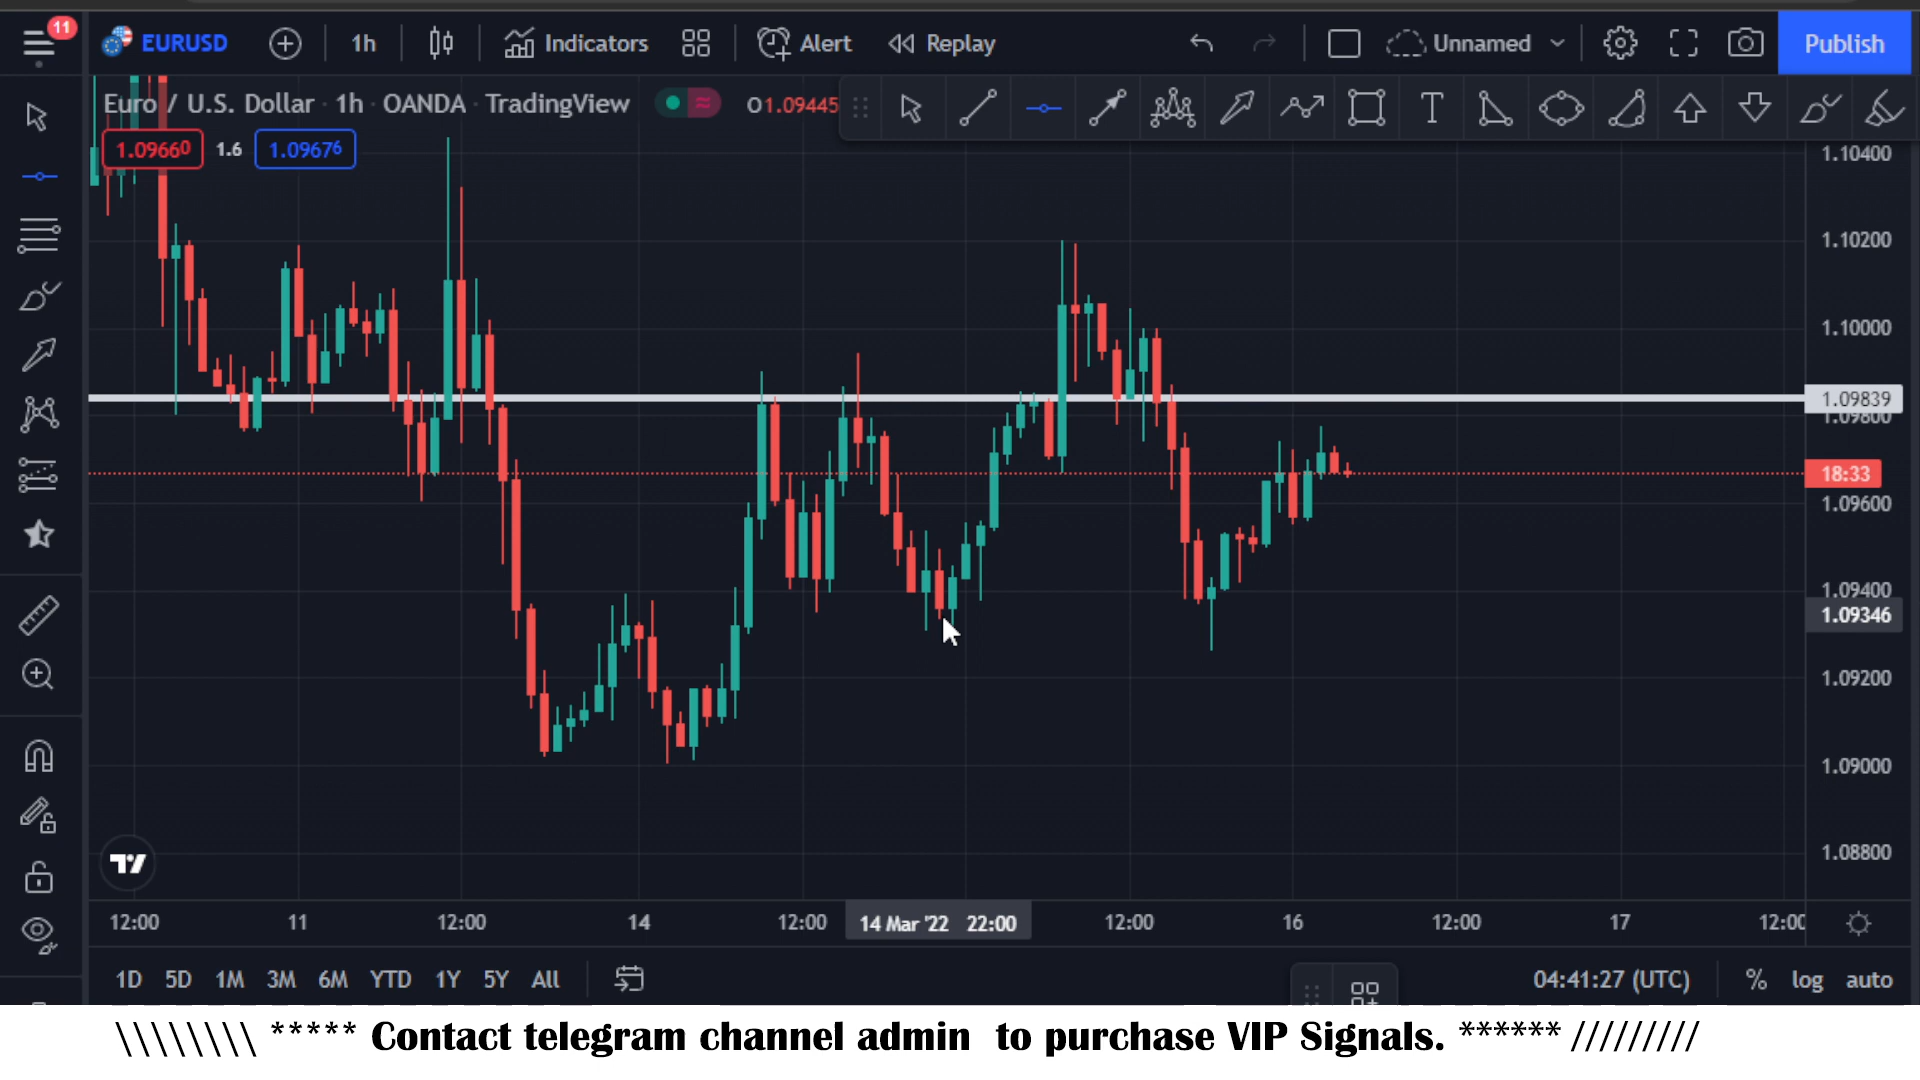 11
EURUSD
1h
Indicators
Alert
Replay
Unnamed
Publish
Euro / U.S. Dollar · 1h · OANDA · TradingView
O1.09445
1.09660
1.6
1.09676
1.10400
1.10200
1.10000
1.09839
1.09800
18:33
1.09600
1.09400
1.09346
1.09200
1.09000
1.08800
12:00
11
12:00
14
12:00
14 Mar '22 22:00
12:00
16
12:00
17
12:00
1D 5D 1M 3M 6M YTD 1Y 5Y All
04:41:27 (UTC)
% log auto
\\\\\\\\ ***** Contact telegram channel admin to purchase VIP Signals. ****** /////////